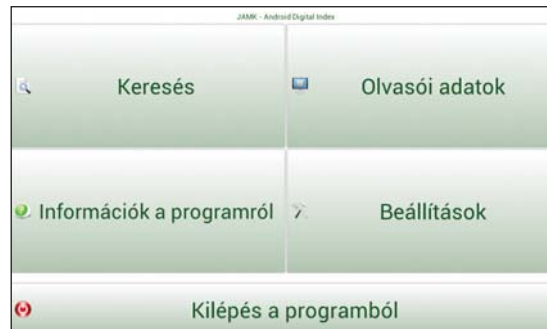 JAMK - Android Digital Index
Keresés
Olvasói adatok
Információk a programról
Beállítások
Kilépés a programból